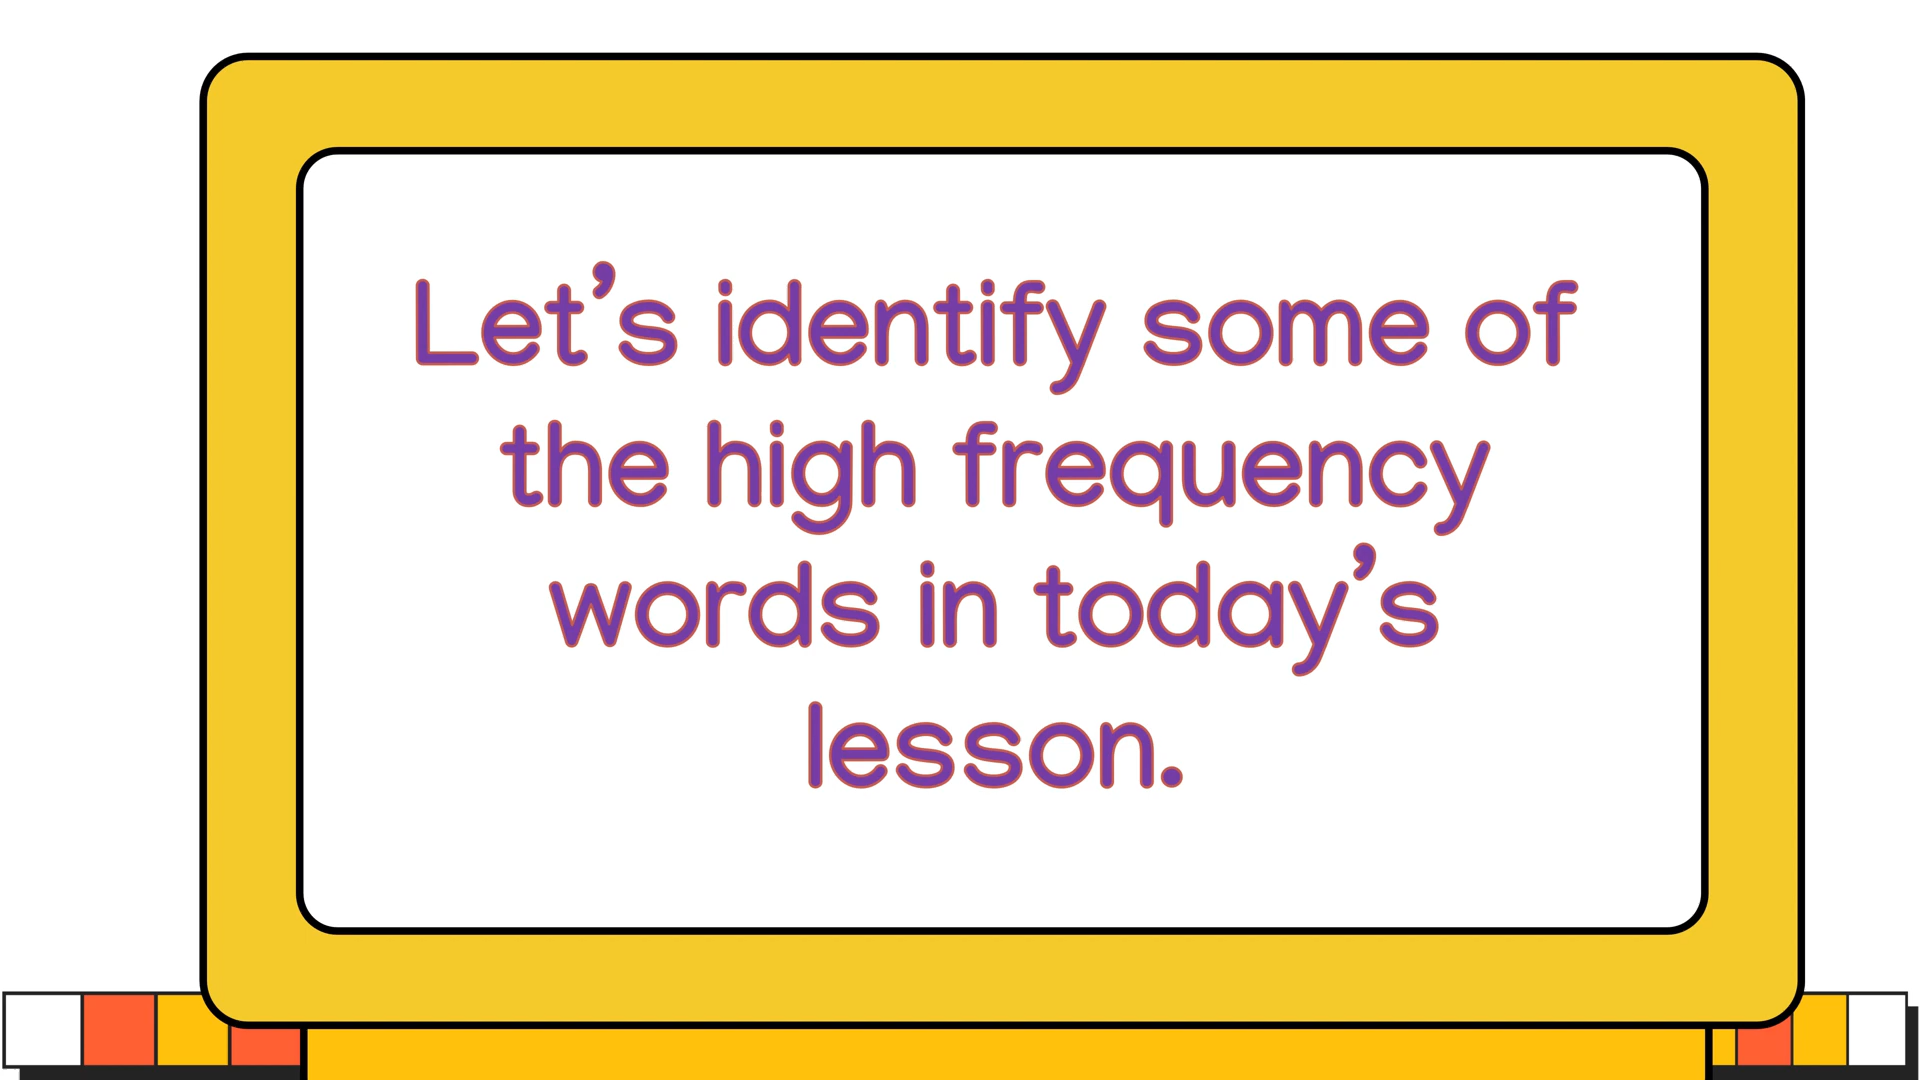 Let’s identify some of
the high frequency
words in today’s
lesson.